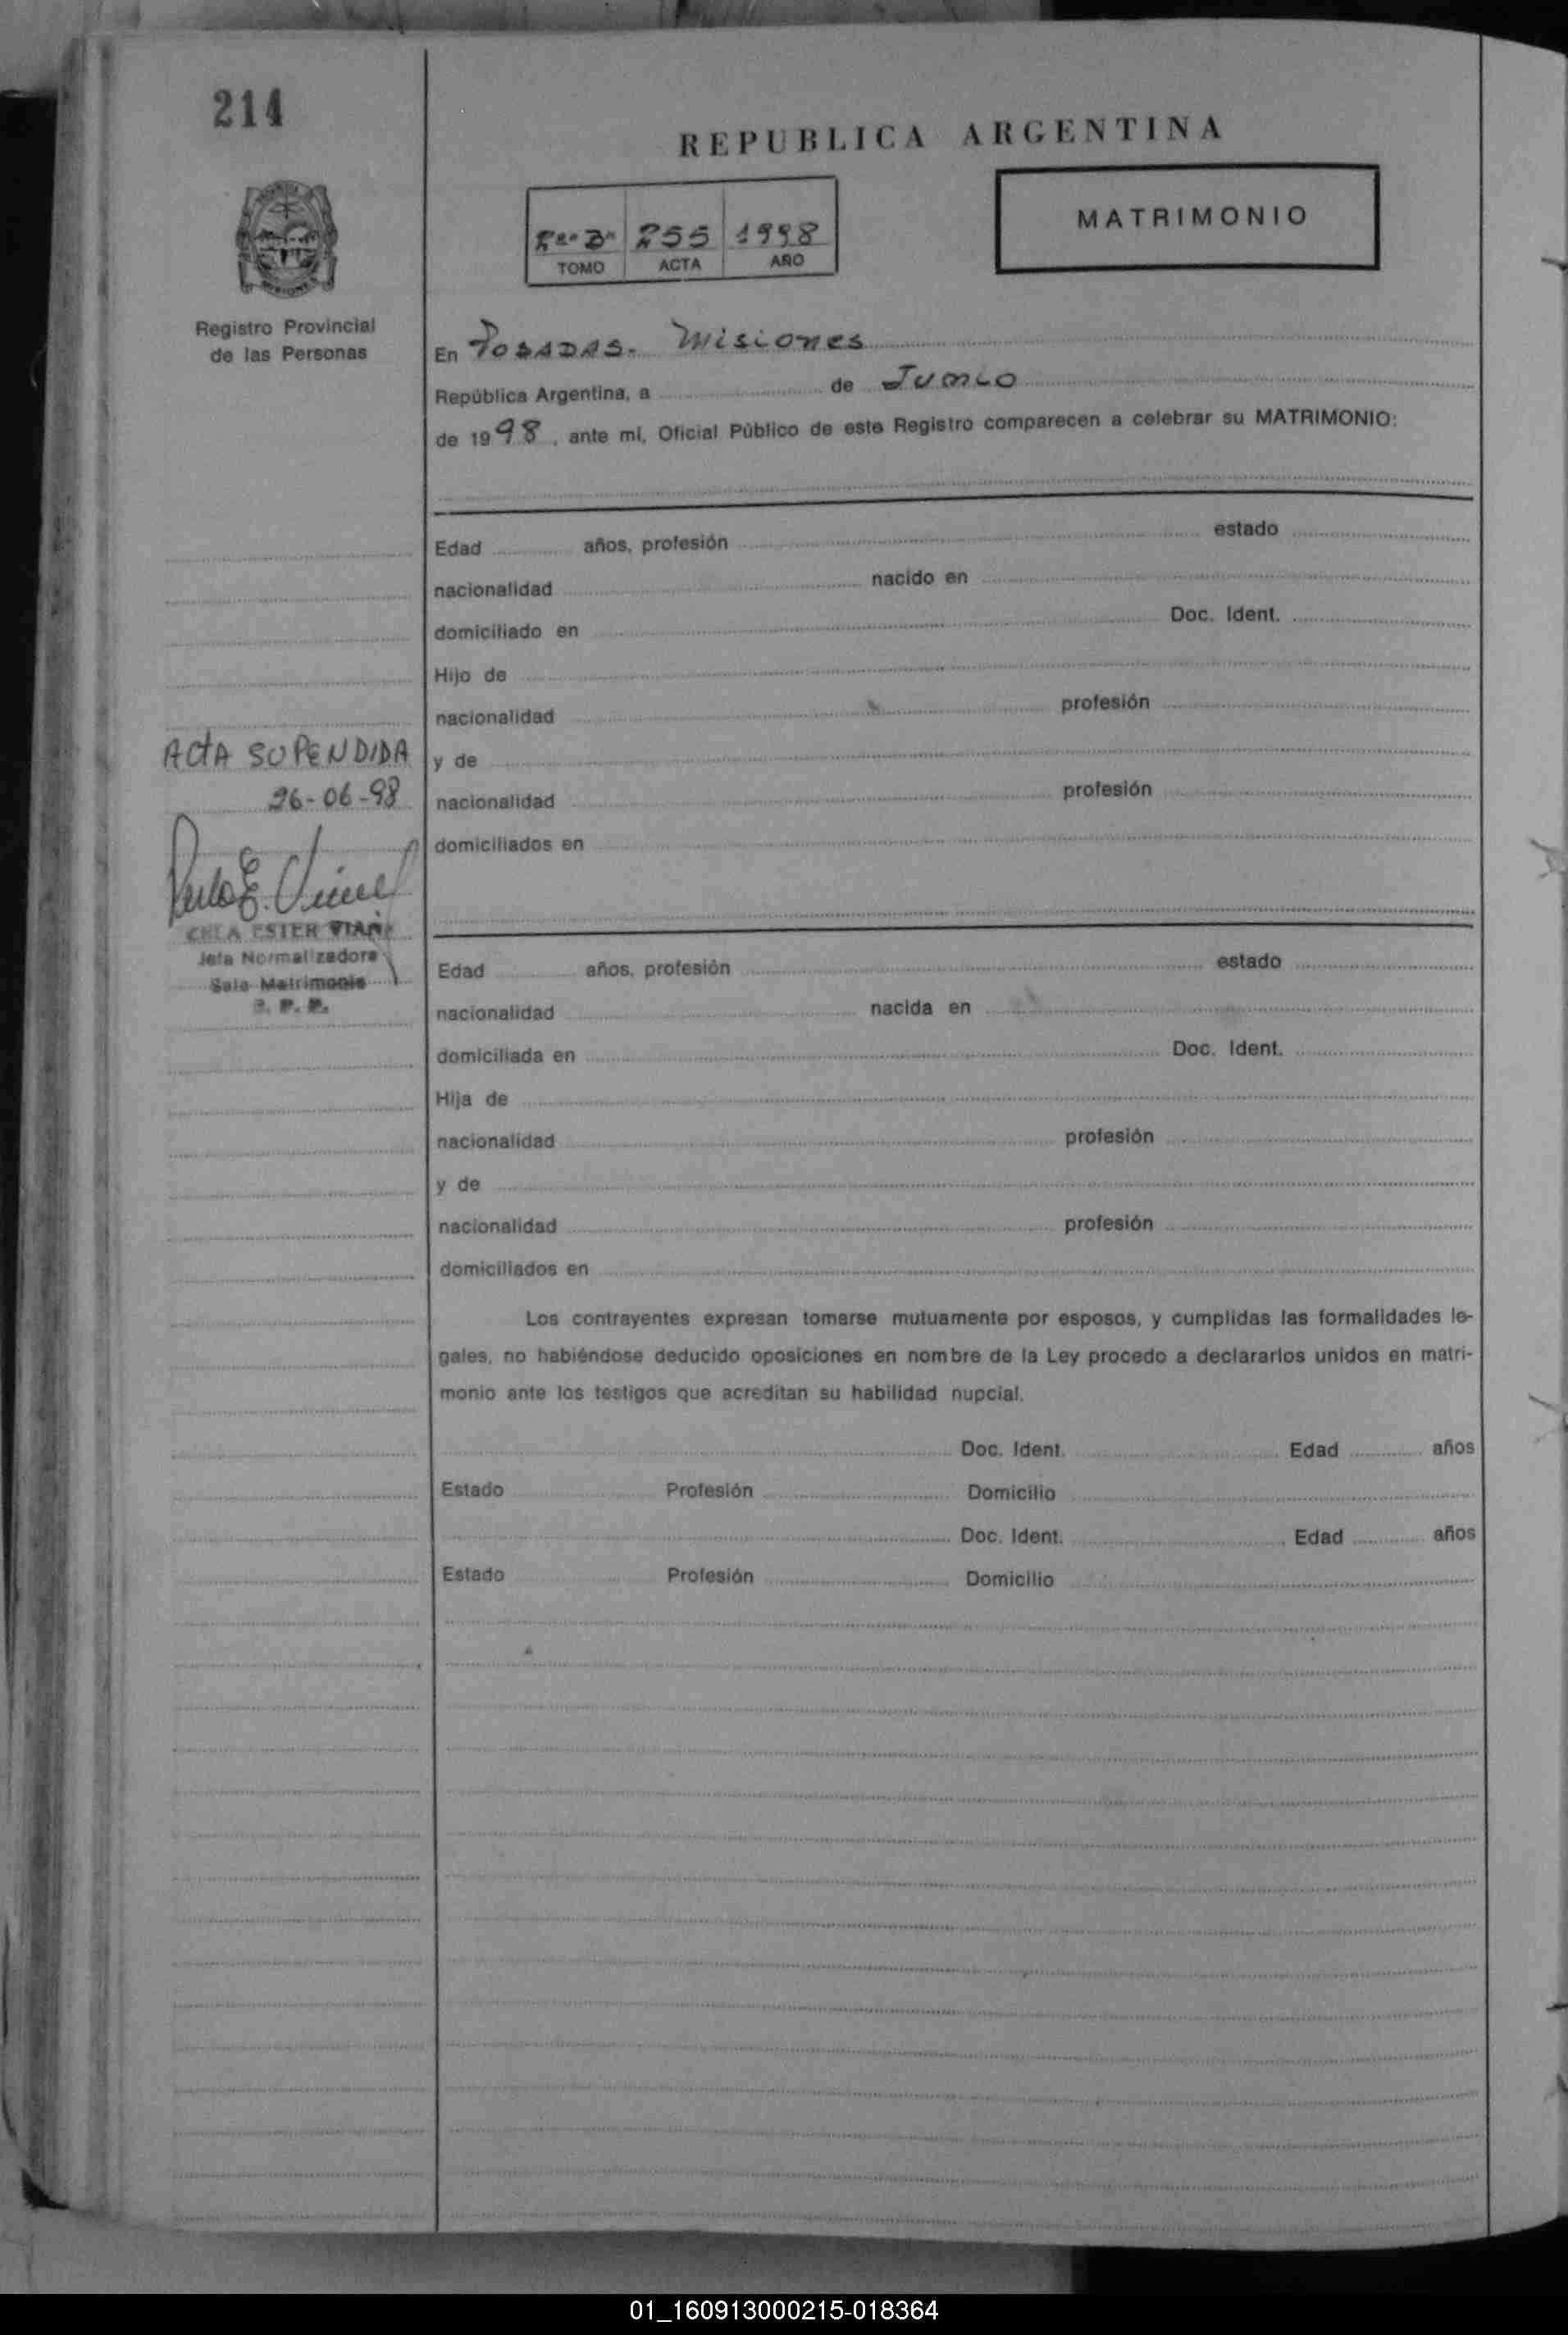 214
REPUBLICA ARGENTINA
MATRIMONIO
255 1998
TOMO ACTA AÑO
Registro Provincial
de las Personas
En POSADAS. Misiones
República Argentina, a de Junio
de 1998, ante mí, Oficial Público de este Registro comparecen a celebrar su MATRIMONIO:
Edad años, profesión estado
nacionalidad nacido en
domiciliado en Doc. Ident.
Hijo de
nacionalidad profesión
ACTA SUPENDIDA
y de
26-06-98
nacionalidad profesión
domiciliados en
ESTER
Jefa Normalizadora
Sala Matrimonio
R. P. P.
Edad años, profesión estado
nacionalidad nacida en
domiciliada en Doc. Ident.
Hija de
nacionalidad profesión
y de
nacionalidad profesión
domiciliados en
Los contrayentes expresan tomarse mutuamente por esposos, y cumplidas las formalidades le-
gales, no habiéndose deducido oposiciones en nombre de la Ley procedo a declararlos unidos en matri-
monio ante los testigos que acreditan su habilidad nupcial.
Doc. Ident. Edad años
Estado Profesión Domicilio
Doc. Ident. Edad años
Estado Profesión Domicilio
01_160913000215-018364